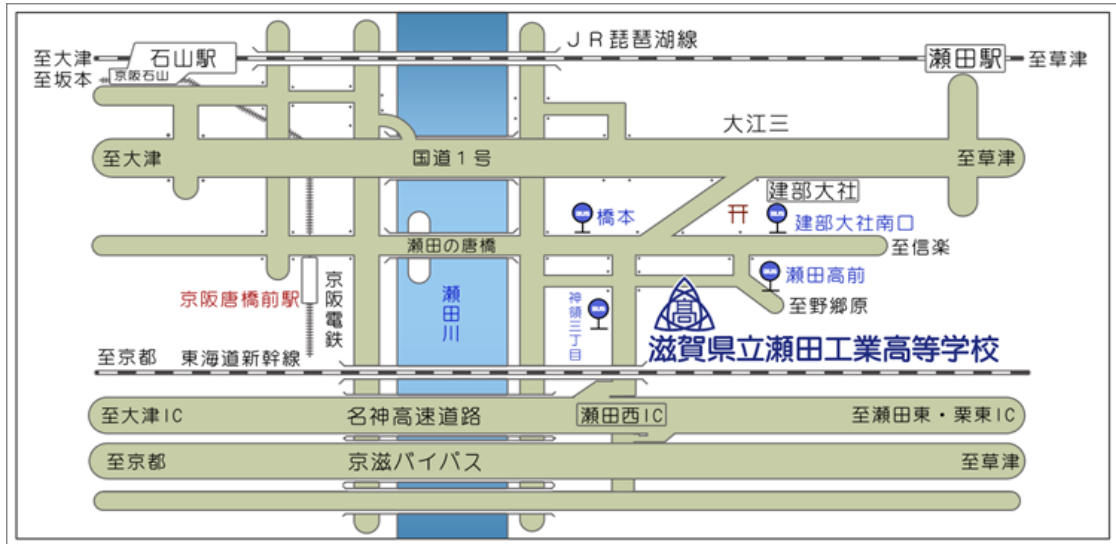 JR琵琶湖線
至大津
石山駅
瀬田駅
至草津
至坂本
京阪石山
大江三
至大津
国道1号
至草津
建部大社
橋本
建部大社南口
瀬田の唐橋
至信楽
瀬田高前
京阪唐橋前駅
京阪電鉄
瀬田川
神領三丁目
至野郷原
髙
滋賀県立瀬田工業高等学校
至京都
東海道新幹線
至大津IC
名神高速道路
瀬田西IC
至瀬田東・栗東IC
至京都
京滋バイパス
至草津